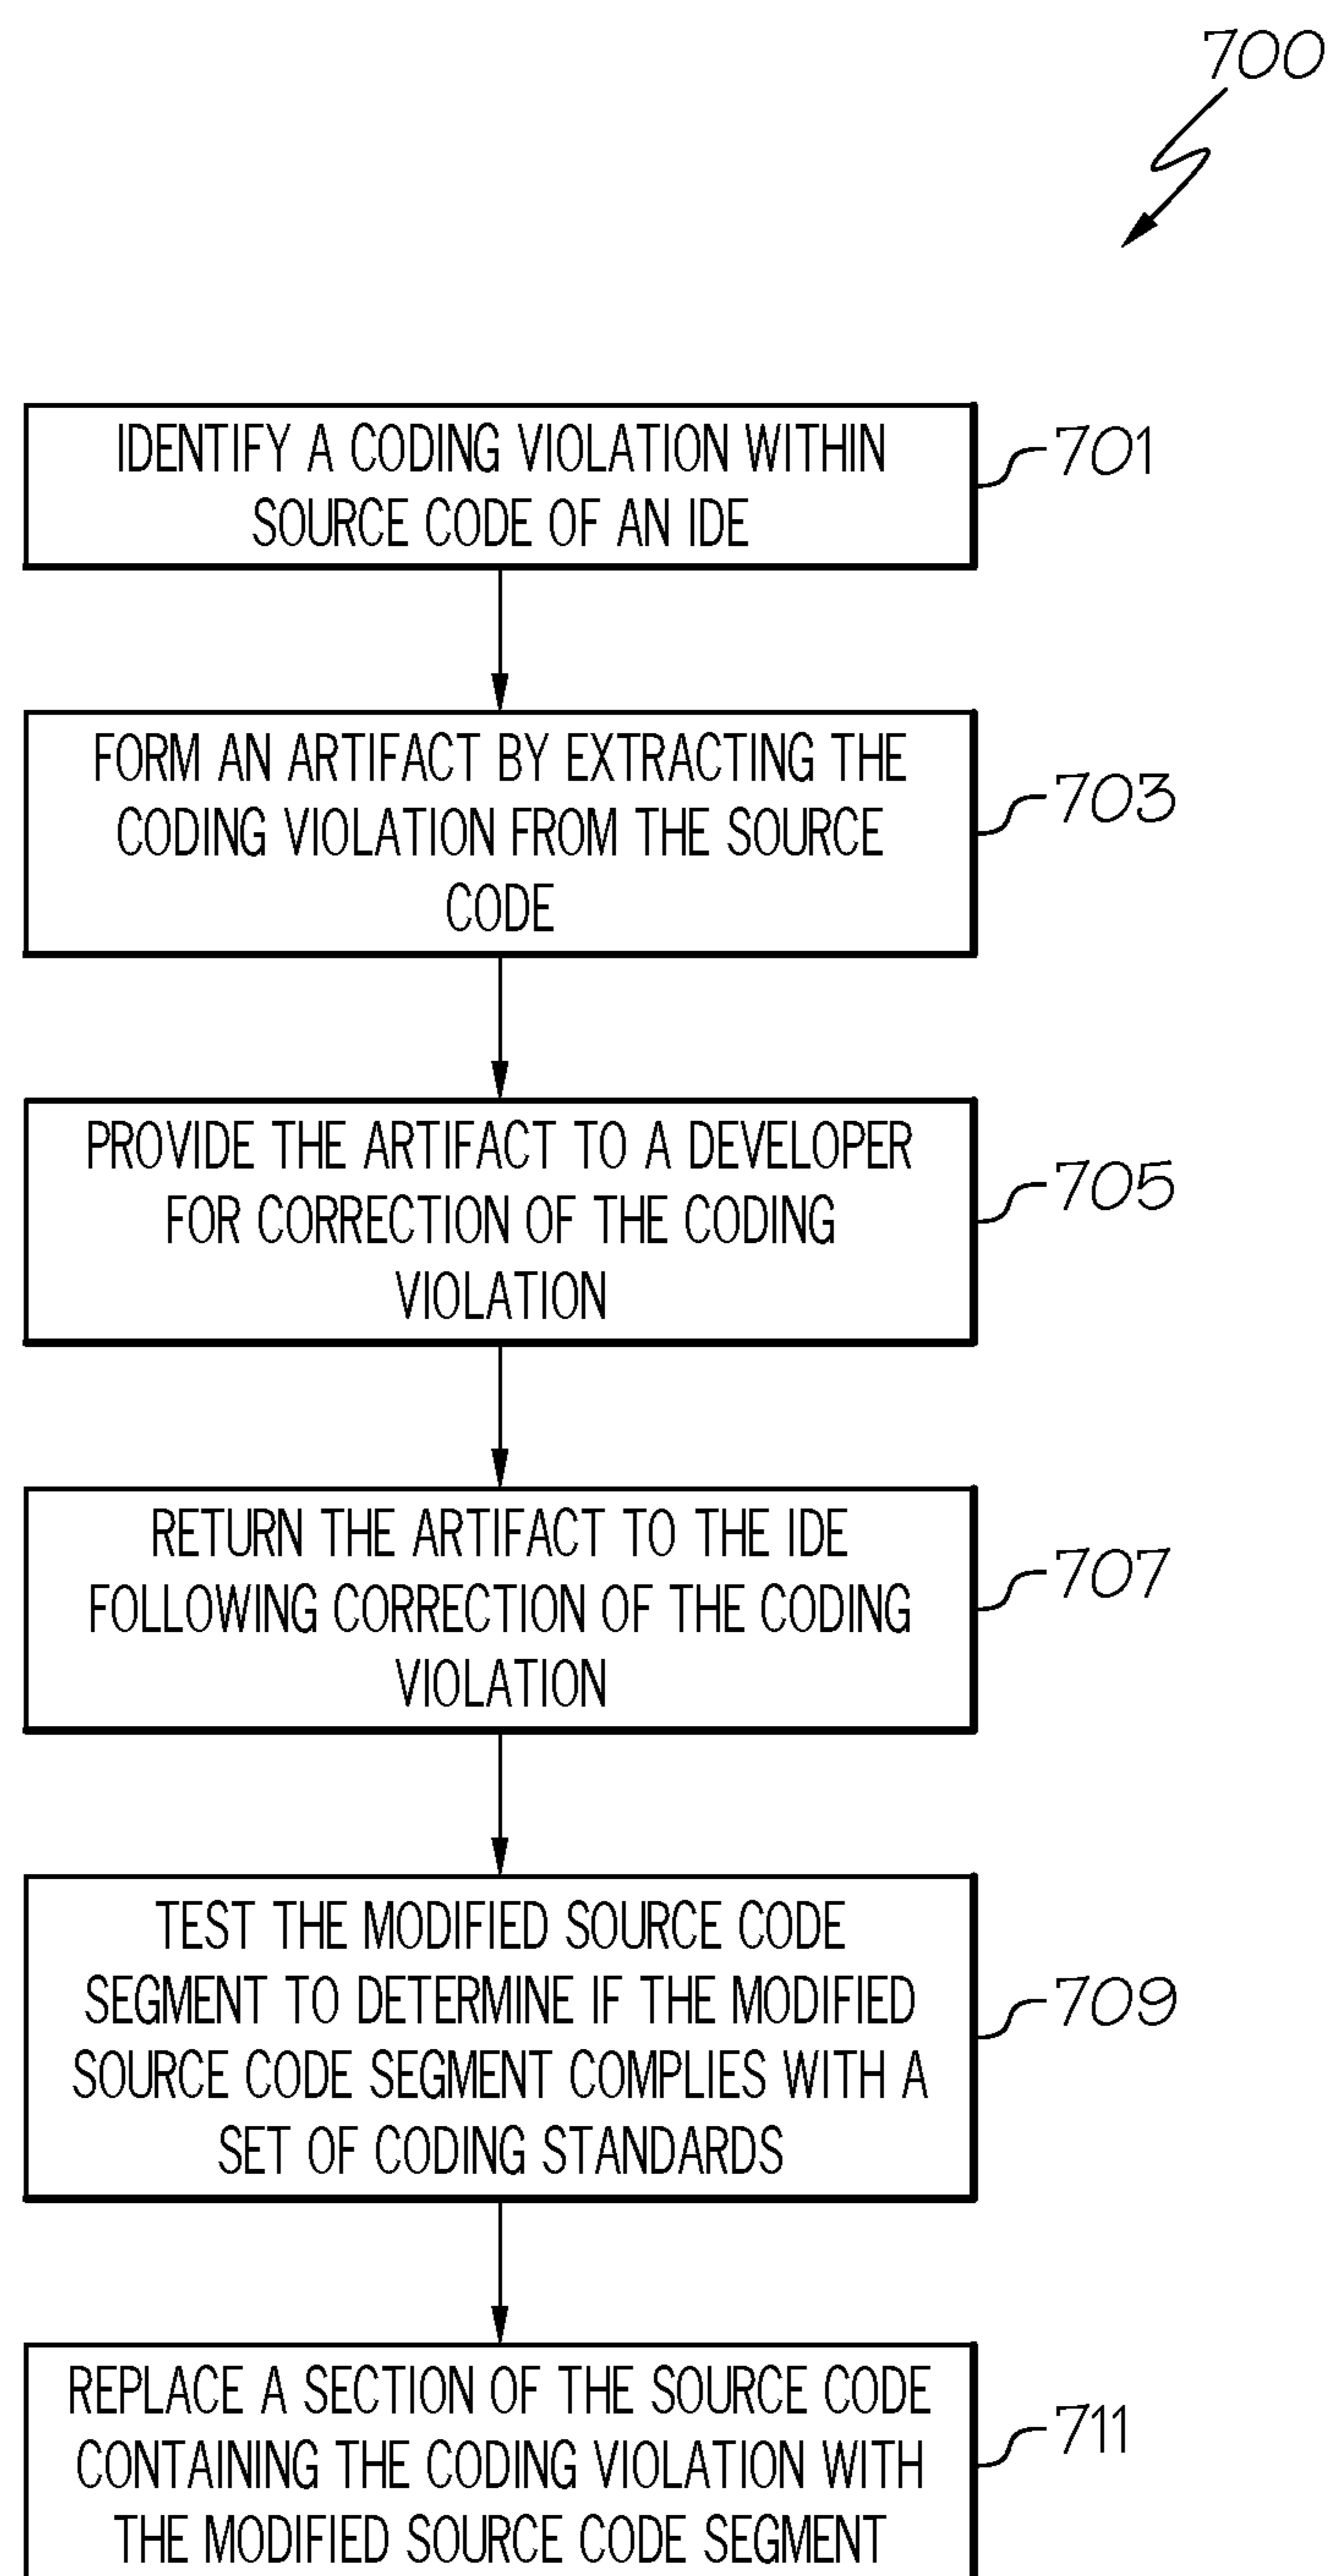 700
IDENTIFY A CODING VIOLATION WITHIN
SOURCE CODE OF AN IDE
701
FORM AN ARTIFACT BY EXTRACTING THE
CODING VIOLATION FROM THE SOURCE
CODE
703
PROVIDE THE ARTIFACT TO A DEVELOPER
FOR CORRECTION OF THE CODING
VIOLATION
705
RETURN THE ARTIFACT TO THE IDE
FOLLOWING CORRECTION OF THE CODING
VIOLATION
707
TEST THE MODIFIED SOURCE CODE
SEGMENT TO DETERMINE IF THE MODIFIED
SOURCE CODE SEGMENT COMPLIES WITH A
SET OF CODING STANDARDS
709
REPLACE A SECTION OF THE SOURCE CODE
CONTAINING THE CODING VIOLATION WITH
THE MODIFIED SOURCE CODE SEGMENT
711